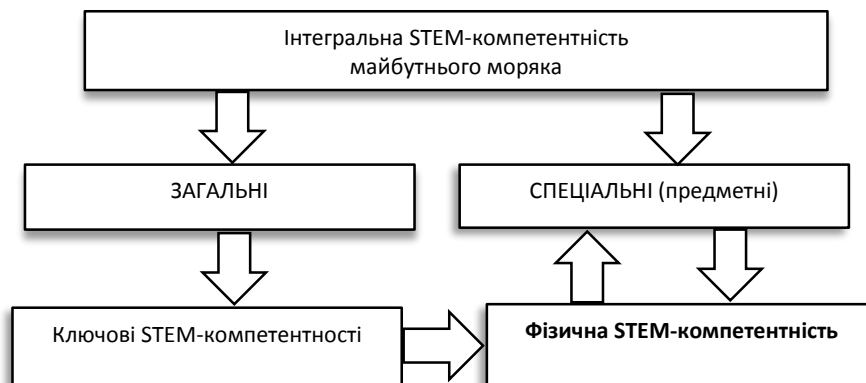 Інтегральна STEM-компетентність
майбутнього моряка
ЗАГАЛЬНІ
СПЕЦІАЛЬНІ (предметні)
Ключові STEM-компетентності
Фізична STEM-компетентність